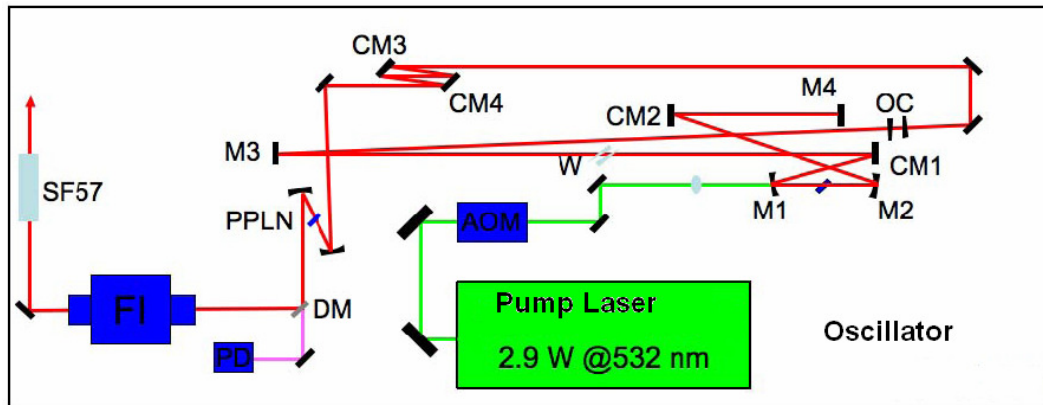 CM3
CM4
M4
CM2
OC
M3
W
CM1
SF57
M1
M2
PPLN
AOM
DM
FI
Pump Laser
2.9 W @532 nm
Oscillator
PD